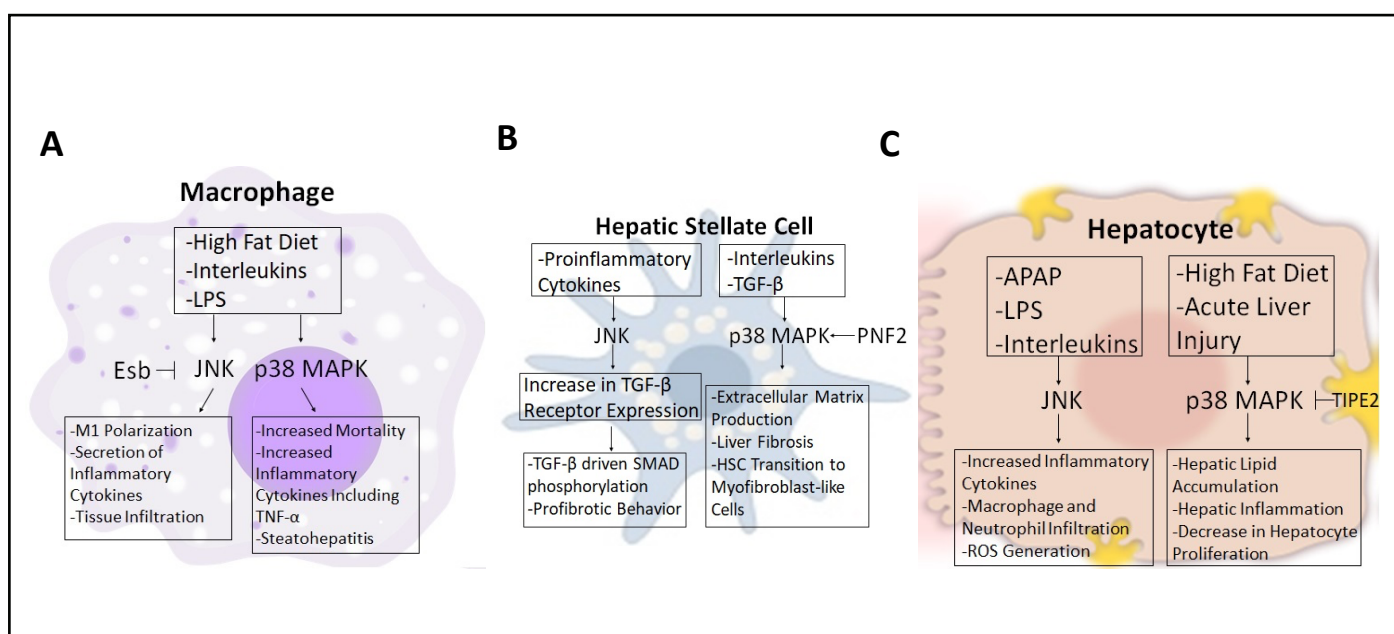 A
Macrophage
-High Fat Diet
-Interleukins
-LPS
Esb
JNK
p38 MAPK
-M1 Polarization
-Secretion of
Inflammatory
Cytokines
-Tissue Infiltration
-Increased Mortality
-Increased
Inflammatory
Cytokines Including
TNF-α
-Steatohepatitis
B
Hepatic Stellate Cell
-Proinflammatory
Cytokines
-Interleukins
-TGF-β
JNK
p38 MAPK
PNF2
Increase in TGF-β
Receptor Expression
-TGF-β driven SMAD
phosphorylation
-Profibrotic Behavior
-Extracellular Matrix
Production
-Liver Fibrosis
-HSC Transition to
Myofibroblast-like
Cells
C
Hepatocyte
-APAP
-LPS
-Interleukins
-High Fat Diet
-Acute Liver
Injury
JNK
p38 MAPK
TIPE2
-Increased Inflammatory
Cytokines
-Macrophage and
Neutrophil Infiltration
-ROS Generation
-Hepatic Lipid
Accumulation
-Hepatic Inflammation
-Decrease in Hepatocyte
Proliferation